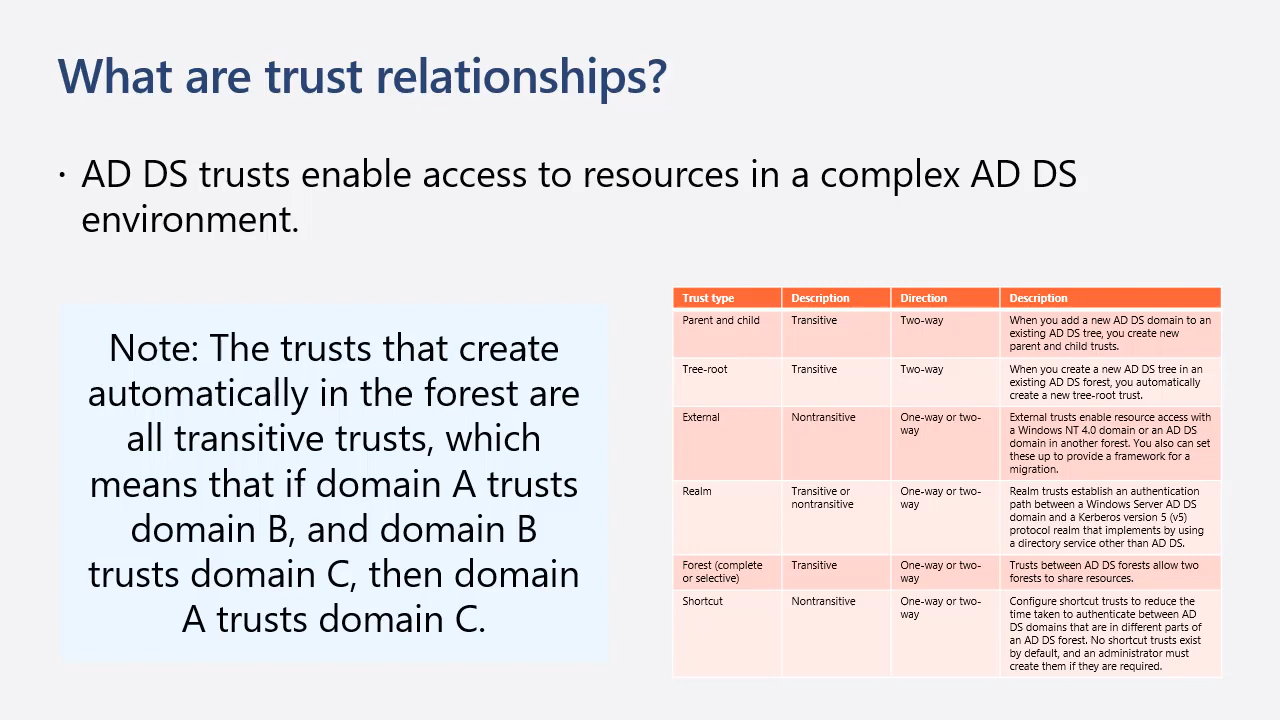 What are trust relationships?
· AD DS trusts enable access to resources in a complex AD DS
environment.
Note: The trusts that create
automatically in the forest are
all transitive trusts, which
means that if domain A trusts
domain B, and domain B
trusts domain C, then domain
A trusts domain C.
Trust type Description Direction Description
Parent and child Transitive Two-way When you add a new AD DS domain to an
existing AD DS tree, you create new
parent and child trusts.
Tree-root Transitive Two-way When you create a new AD DS tree in an
existing AD DS forest, you automatically
create a new tree-root trust.
External Nontransitive One-way or two-
way
External trusts enable resource access with
a Windows NT 4.0 domain or an AD DS
domain in another forest. You also can set
these up to provide a framework for a
migration.
Realm Transitive or
nontransitive
One-way or two-
way
Realm trusts establish an authentication
path between a Windows Server AD DS
domain and a Kerberos version 5 (v5)
protocol realm that implements by using
a directory service other than AD DS.
Forest (complete
or selective)
Transitive One-way or two-
way
Trusts between AD DS forests allow two
forests to share resources.
Shortcut Nontransitive One-way or two-
way
Configure shortcut trusts to reduce the
time taken to authenticate between AD
DS domains that are in different parts of
an AD DS forest. No shortcut trusts exist
by default, and an administrator must
create them if they are required.